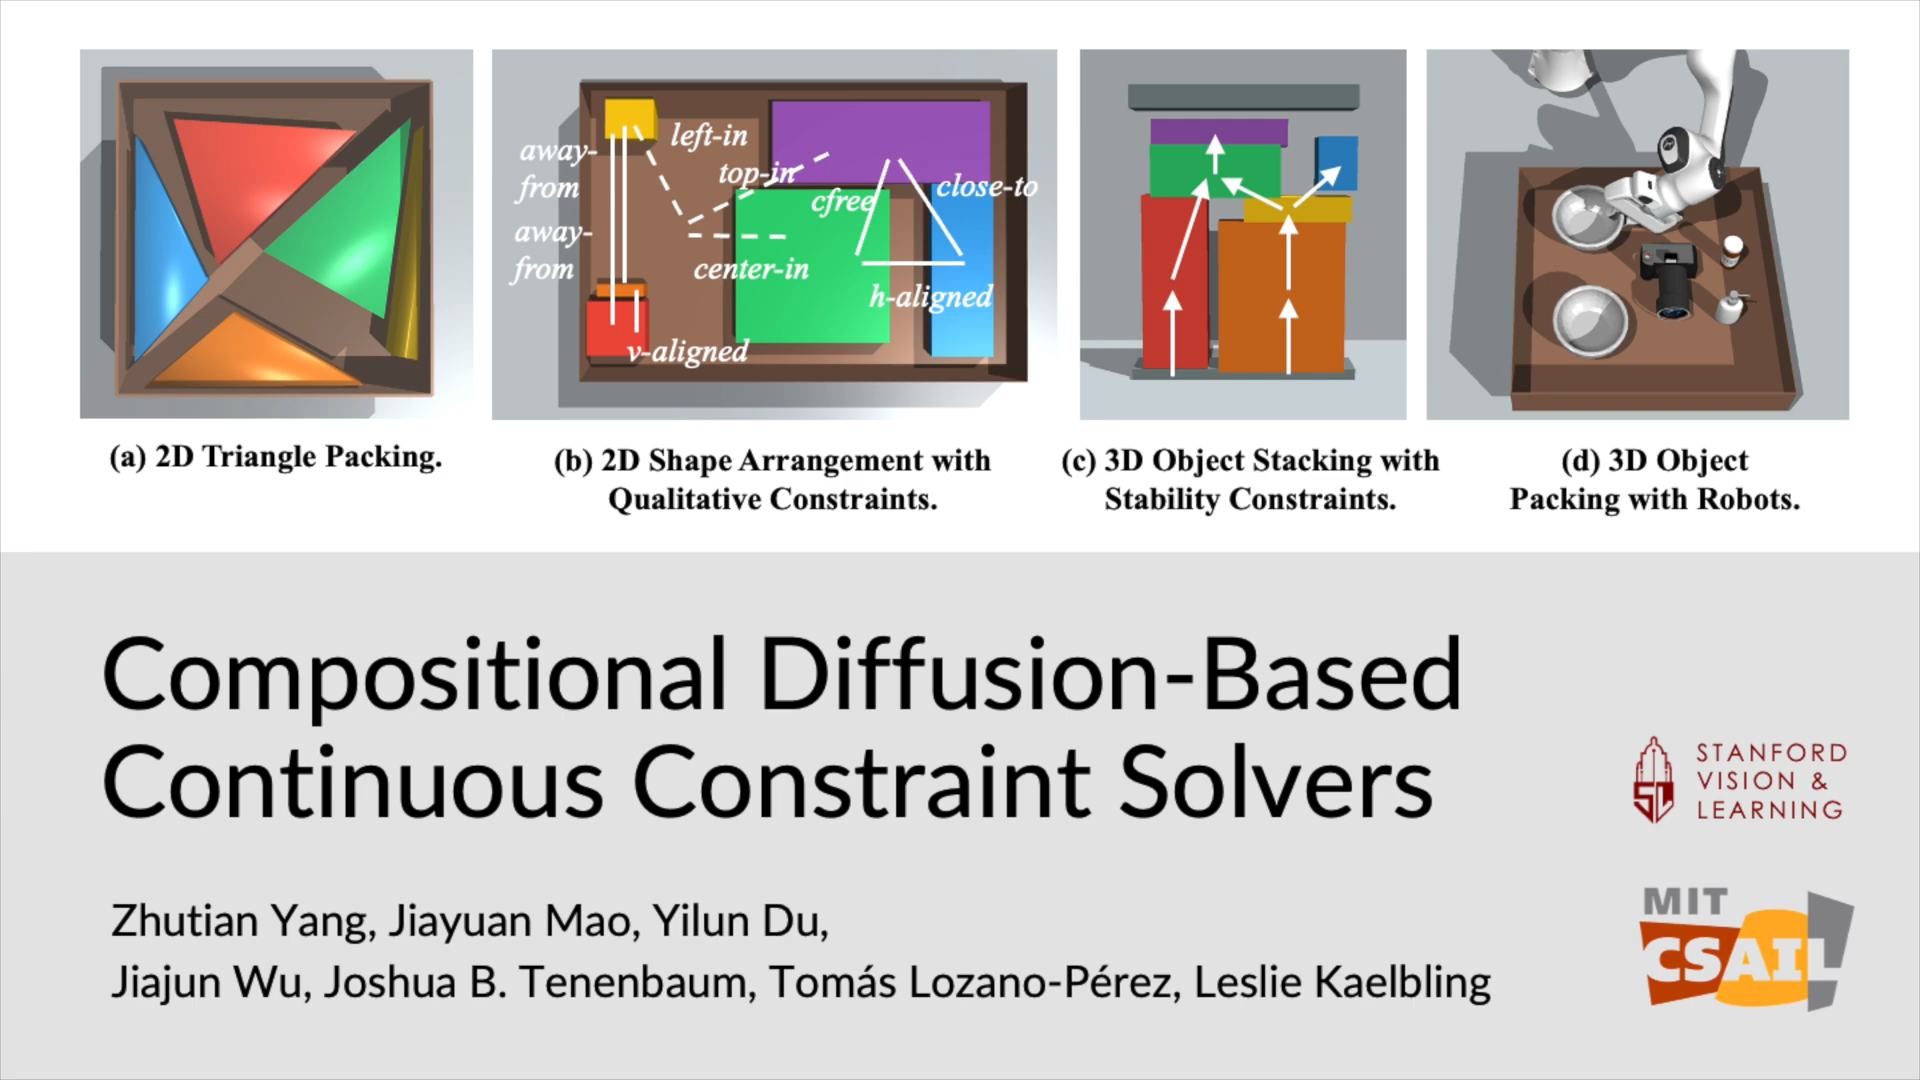 away-
from
away-
from
left-in
top-in
cfree
close-to
center-in
h-aligned
v-aligned
(a) 2D Triangle Packing.
(b) 2D Shape Arrangement with
Qualitative Constraints.
(c) 3D Object Stacking with
Stability Constraints.
(d) 3D Object
Packing with Robots.
Compositional Diffusion-Based
Continuous Constraint Solvers
Zhutian Yang, Jiayuan Mao, Yilun Du,
Jiajun Wu, Joshua B. Tenenbaum, Tomás Lozano-Pérez, Leslie Kaelbling
STANFORD
VISION &
LEARNING
MIT
CSAIL